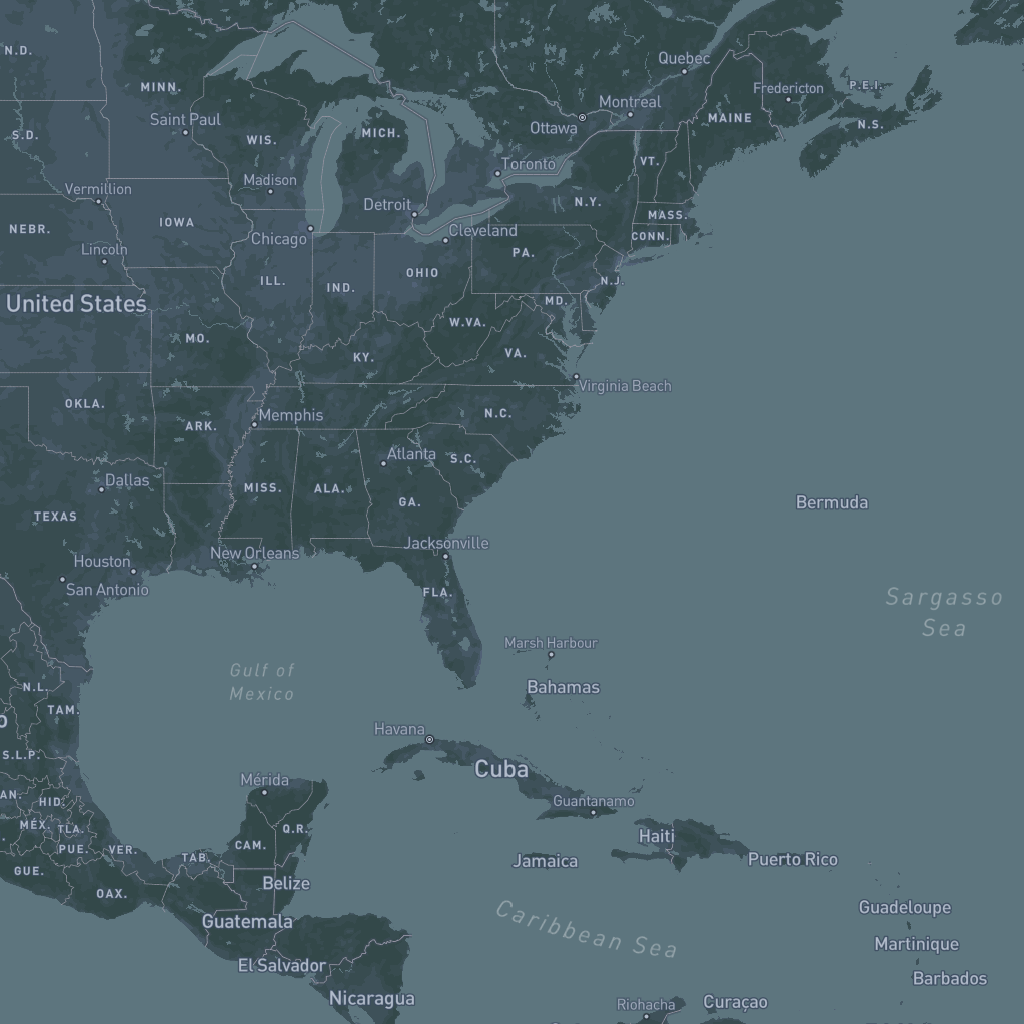 N.D.
Quebec
MINN.
Fredericton
P.E.I.
Montreal
MAINE
Saint Paul
Ottawa
N.S.
S.D.
WIS.
MICH.
VT.
Toronto
Madison
Vermillion
N.Y.
Detroit
MASS.
NEBR.
IOWA
Chicago
Cleveland
CONN.
Lincoln
PA.
ILL.
IND.
OHIO
N.J.
United States
MD.
W.VA.
MO.
KY.
VA.
Virginia Beach
OKLA.
Memphis
N.C.
ARK.
Atlanta
S.C.
Dallas
MISS.
ALA.
GA.
Bermuda
TEXAS
Jacksonville
New Orleans
Houston
San Antonio
FLA.
Sargasso
Sea
Marsh Harbour
Gulf of
Mexico
N.L.
Bahamas
TAM.
o
Havana
S.L.P.
Cuba
Mérida
AN.
HID.
Guantanamo
MÉX.
TLA.
Q.R.
Haiti
PUE.
VER.
CAM.
TAB.
Jamaica
Puerto Rico
GUE.
Belize
OAX.
Guadeloupe
Guatemala
Caribbean Sea
Martinique
El Salvador
Barbados
Nicaragua
Riohacha
Curaçao